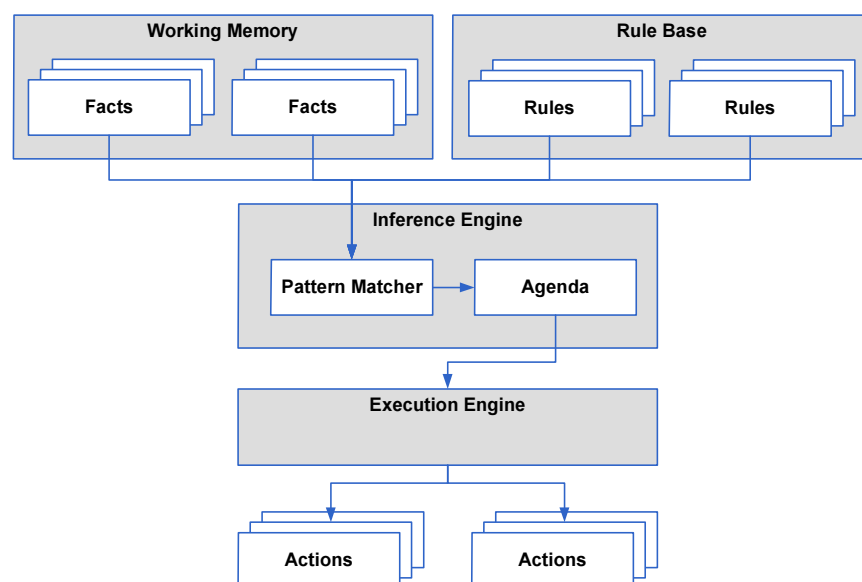 Working Memory
Rule Base
Facts
Facts
Rules
Rules
Inference Engine
Pattern Matcher
Agenda
Execution Engine
Actions
Actions